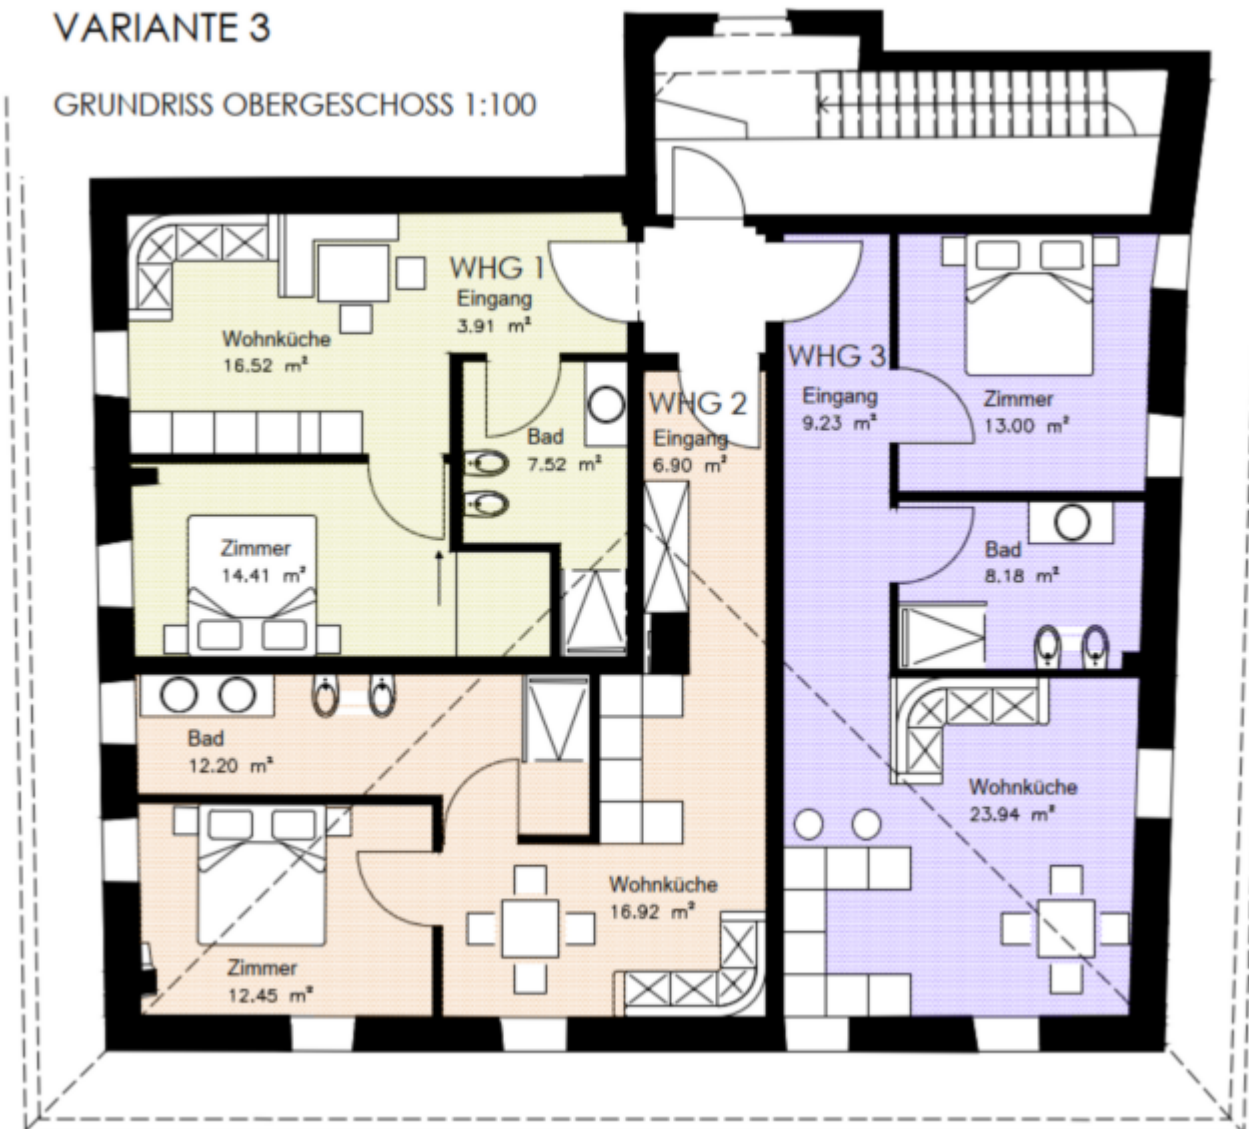 VARIANTE 3
GRUNDRISS OBERGESCHOSS 1:100
WHG 1
Eingang
3.91 m²
Wohnküche
16.52 m²
Bad
7.52 m²
Zimmer
14.41 m²
WHG 2
Eingang
6.90 m²
Bad
12.20 m²
Zimmer
12.45 m²
Wohnküche
16.92 m²
WHG 3
Eingang
9.23 m²
Zimmer
13.00 m²
Bad
8.18 m²
Wohnküche
23.94 m²